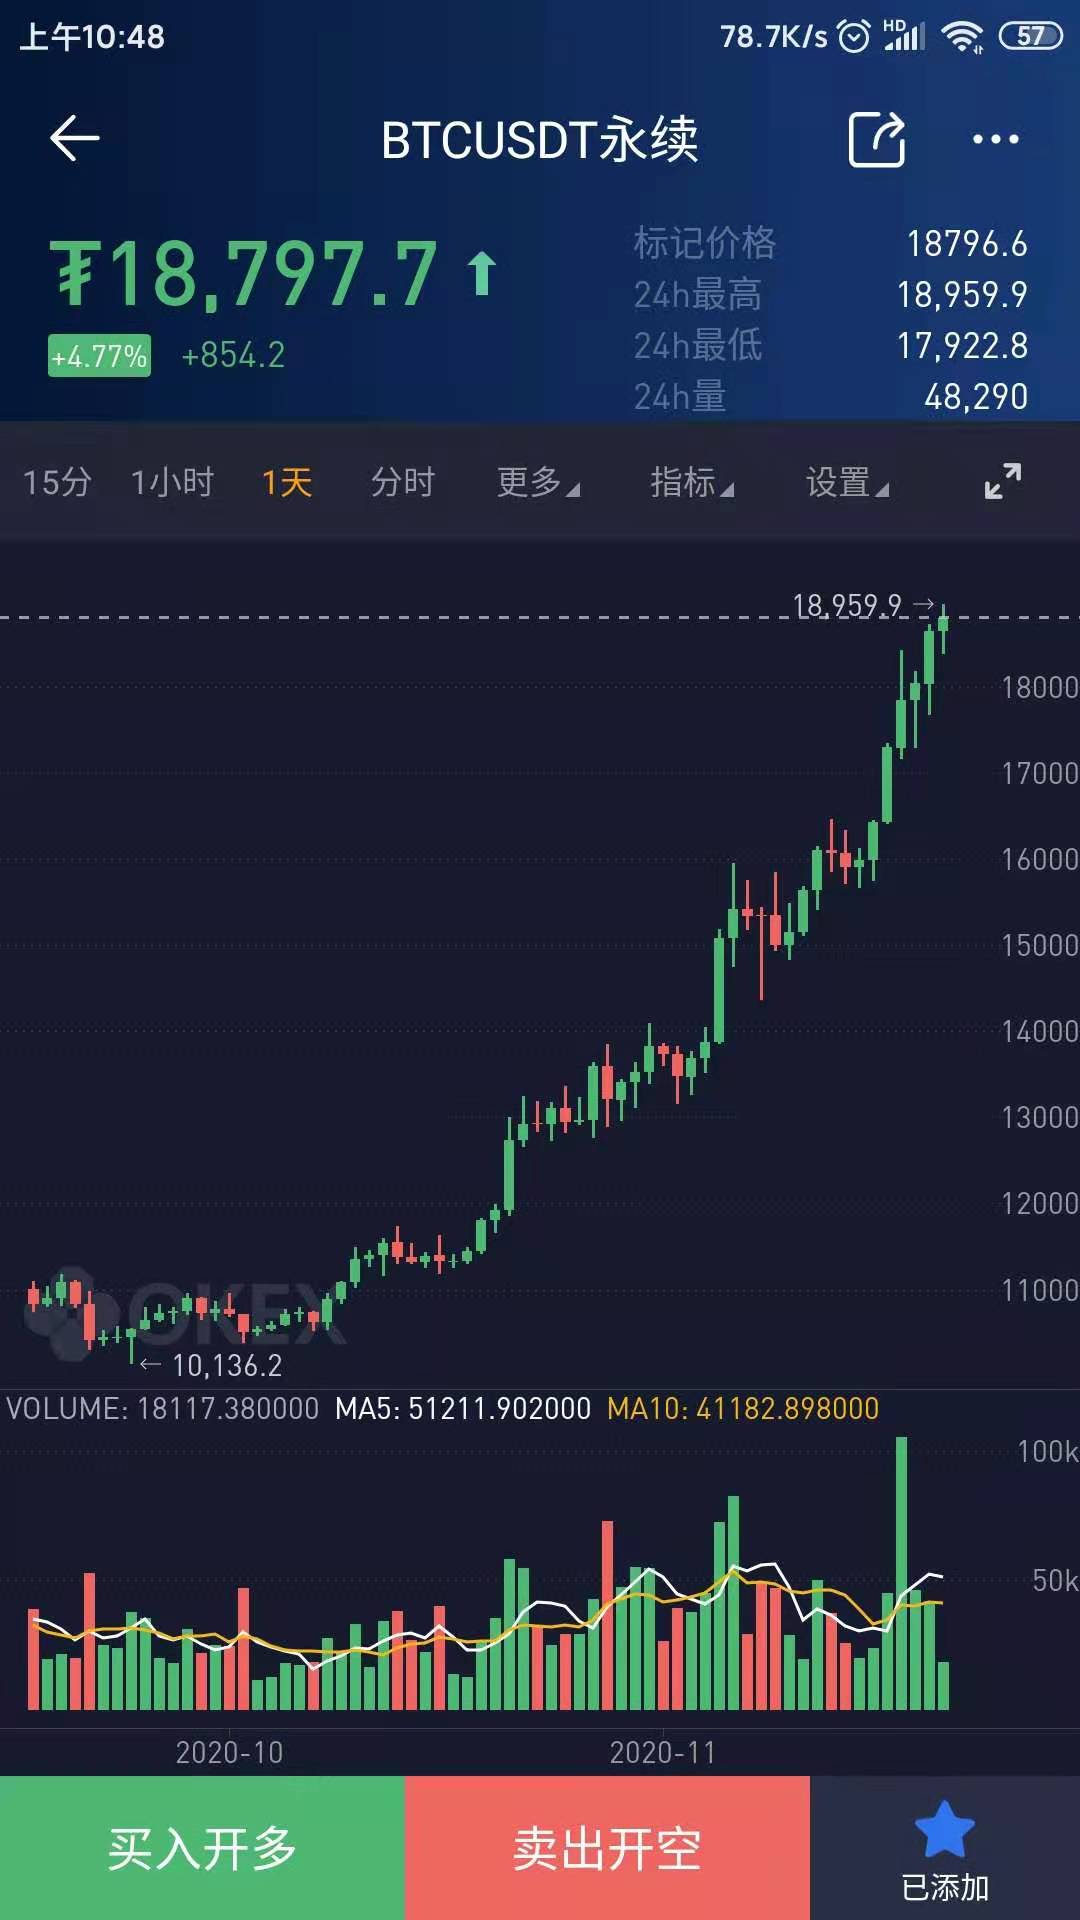 上午10:48
78.7K/s HD 57
BTCUSDT永续
₮18,797.7
+4.77% +854.2
标记价格 18796.6
24h最高 18,959.9
24h最低 17,922.8
24h量 48,290
15分 1小时 1天 分时 更多 指标 设置
18,959.9
18000
17000
16000
15000
14000
13000
12000
11000
OKEX
10,136.2
VOLUME: 18117.380000 MA5: 51211.902000 MA10: 41182.898000
100k
50k
2020-10 2020-11
买入开多 卖出开空 已添加